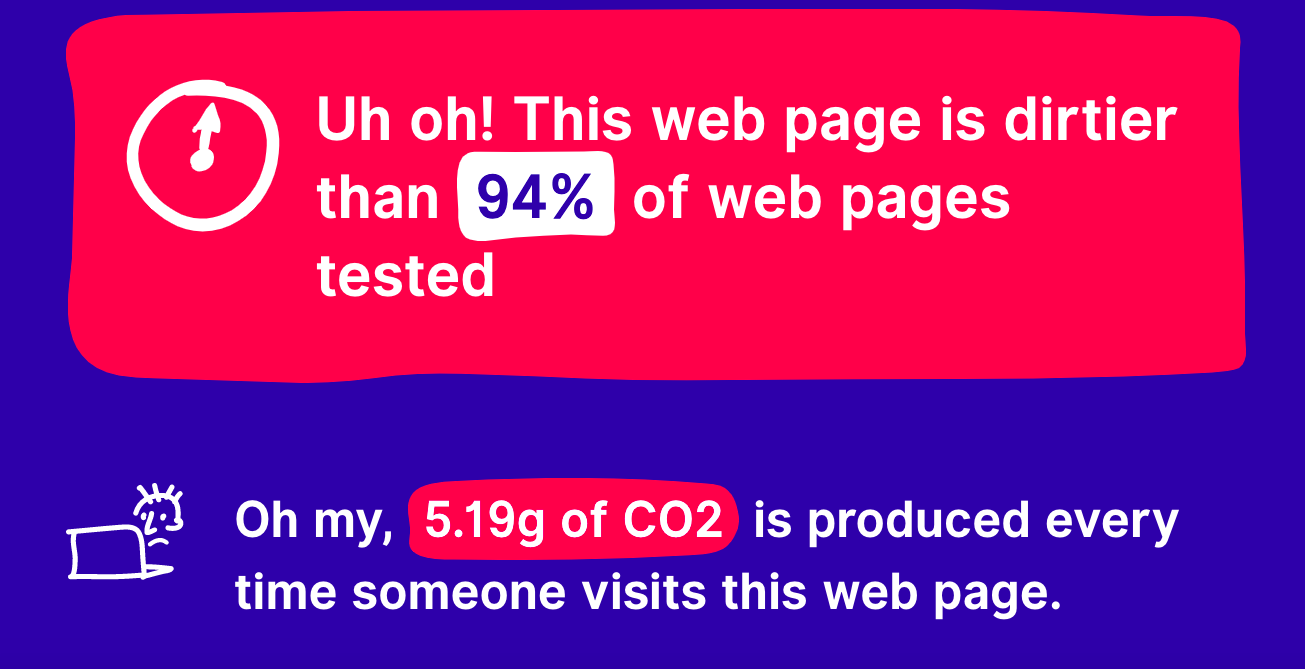 Uh oh! This web page is dirtier
than 94% of web pages
tested
Oh my, 5.19g of CO2 is produced every
time someone visits this web page.